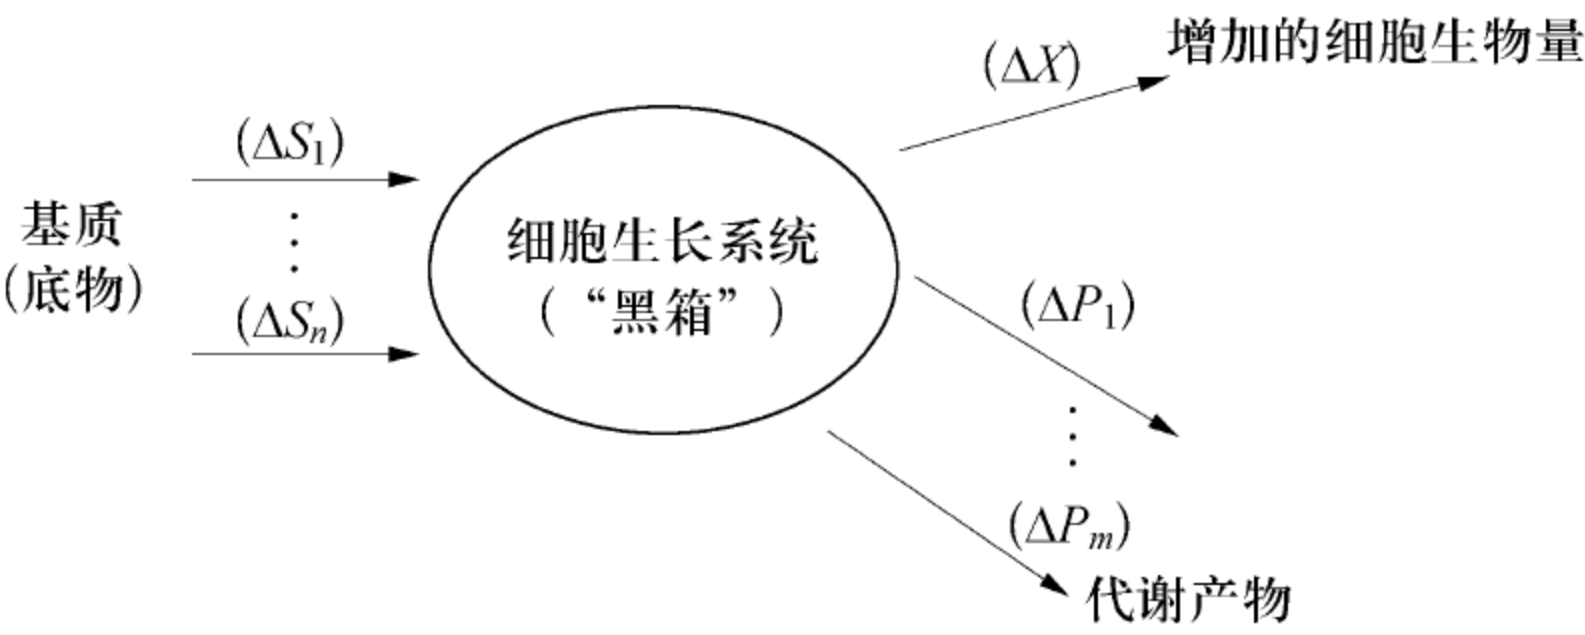 (ΔX)
增加的细胞生物量
(ΔS₁)
基质
(底物)
(ΔSₙ)
细胞生长系统
(“黑箱”)
(ΔP₁)
(ΔPₘ)
代谢产物